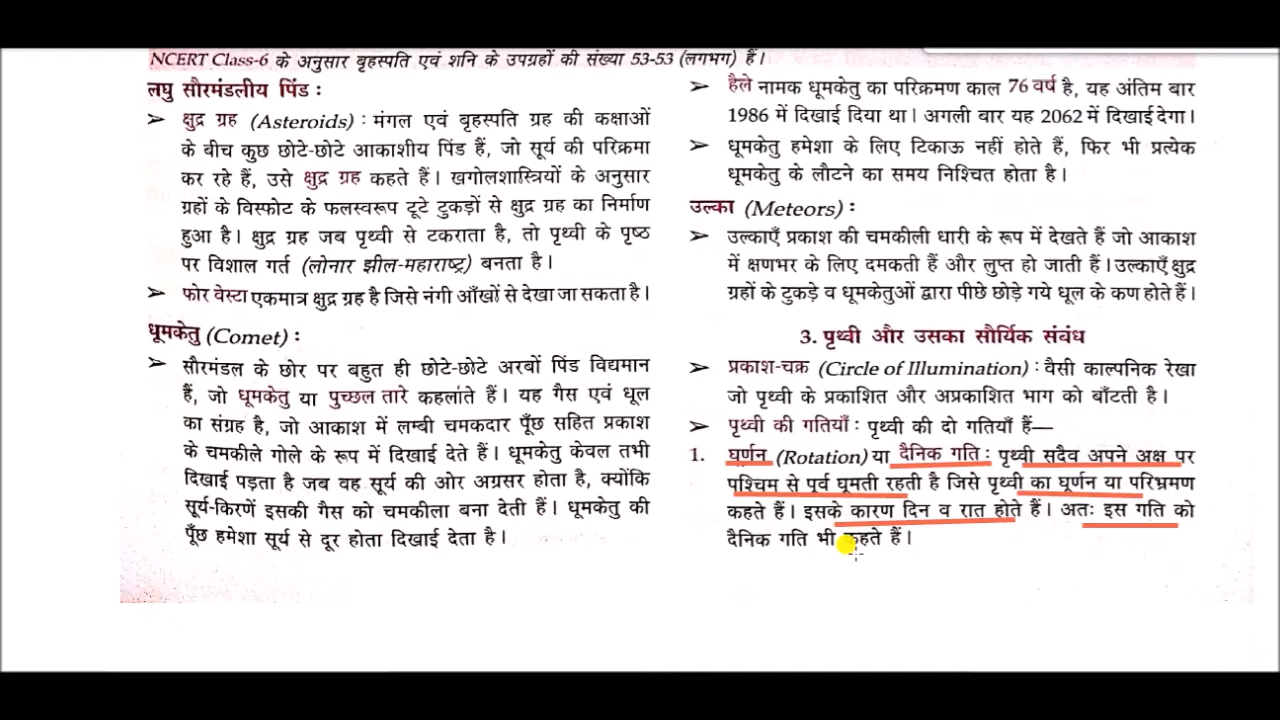 NCERT Class-6 के अनुसार बृहस्पति एवं शनि के उपग्रहों की संख्या 53-53 (लगभग) हैं।
लघु सौरमंडलीय पिंड :
➢ क्षुद्र ग्रह (Asteroids) : मंगल एवं बृहस्पति ग्रह की कक्षाओं
के बीच कुछ छोटे-छोटे आकाशीय पिंड हैं, जो सूर्य की परिक्रमा
कर रहे हैं, उसे क्षुद्र ग्रह कहते हैं। खगोलशास्त्रियों के अनुसार
ग्रहों के विस्फोट के फलस्वरूप टूटे टुकड़ों से क्षुद्र ग्रह का निर्माण
हुआ है। क्षुद्र ग्रह जब पृथ्वी से टकराता है, तो पृथ्वी के पृष्ठ
पर विशाल गर्त (लोनार झील-महाराष्ट्र) बनता है।
➢ फोर वेस्टा एकमात्र क्षुद्र ग्रह है जिसे नंगी आँखों से देखा जा सकता है।
धूमकेतु (Comet) :
➢ सौरमंडल के छोर पर बहुत ही छोटे-छोटे अरबों पिंड विद्यमान
हैं, जो धूमकेतु या पुच्छल तारे कहलाते हैं। यह गैस एवं धूल
का संग्रह है, जो आकाश में लम्बी चमकदार पूँछ सहित प्रकाश
के चमकीले गोले के रूप में दिखाई देते हैं। धूमकेतु केवल तभी
दिखाई पड़ता है जब वह सूर्य की ओर अग्रसर होता है, क्योंकि
सूर्य-किरणें इसकी गैस को चमकीला बना देती हैं। धूमकेतु की
पूँछ हमेशा सूर्य से दूर होता दिखाई देता है।
➢ हैले नामक धूमकेतु का परिक्रमण काल 76 वर्ष है, यह अंतिम बार
1986 में दिखाई दिया था। अगली बार यह 2062 में दिखाई देगा।
➢ धूमकेतु हमेशा के लिए टिकाऊ नहीं होते हैं, फिर भी प्रत्येक
धूमकेतु के लौटने का समय निश्चित होता है।
उल्का (Meteors) :
➢ उल्काएँ प्रकाश की चमकीली धारी के रूप में देखते हैं जो आकाश
में क्षणभर के लिए दमकती हैं और लुप्त हो जाती हैं। उल्काएँ क्षुद्र
ग्रहों के टुकड़े व धूमकेतुओं द्वारा पीछे छोड़े गये धूल के कण होते हैं।
3. पृथ्वी और उसका सौर्यिक संबंध
➢ प्रकाश-चक्र (Circle of Illumination) : वैसी काल्पनिक रेखा
जो पृथ्वी के प्रकाशित और अप्रकाशित भाग को बाँटती है।
➢ पृथ्वी की गतियाँ : पृथ्वी की दो गतियाँ हैं—
1. घूर्णन (Rotation) या दैनिक गति : पृथ्वी सदैव अपने अक्ष पर
पश्चिम से पूर्व घूमती रहती है जिसे पृथ्वी का घूर्णन या परिभ्रमण
कहते हैं। इसके कारण दिन व रात होते हैं। अतः इस गति को
दैनिक गति भी कहते हैं।